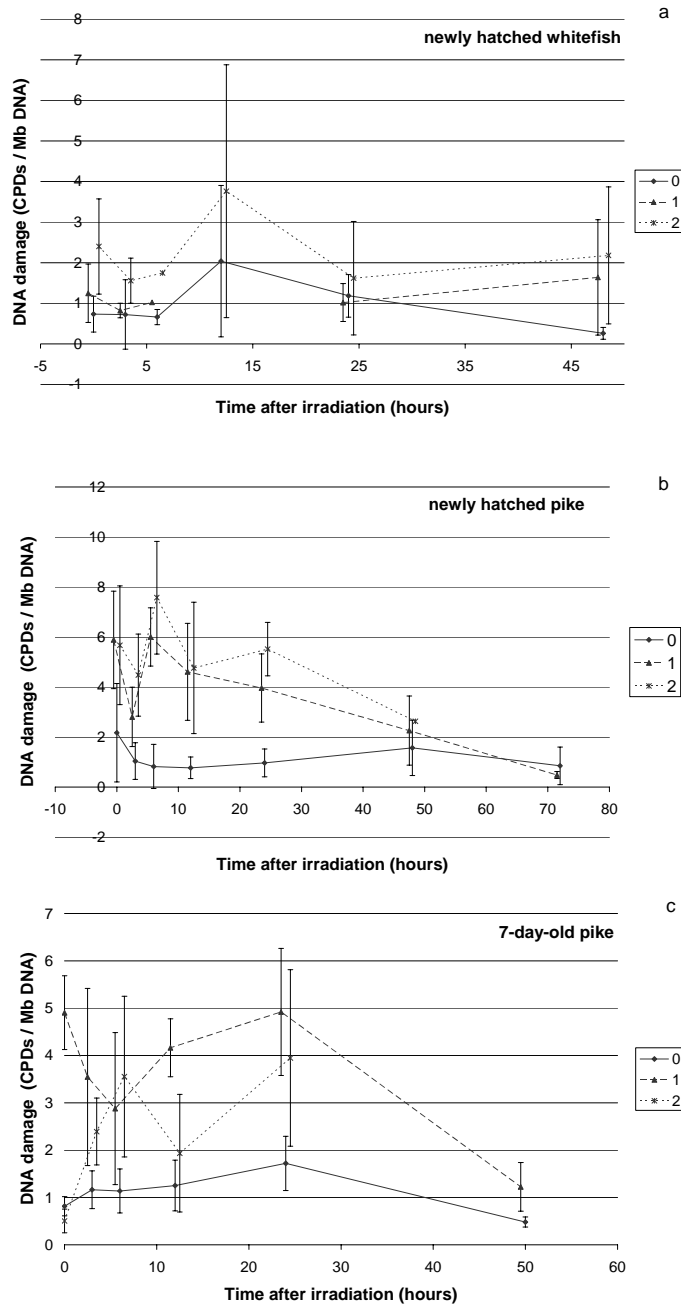 a
newly hatched whitefish
8
7
6
5
4
3
2
1
0
-1
-5 5 15 25 35 45
DNA damage (CPDs / Mb DNA)
Time after irradiation (hours)
0
1
2
b
newly hatched pike
12
10
8
6
4
2
0
-2
-10 0 10 20 30 40 50 60 70 80
DNA damage (CPDs / Mb DNA)
Time after irradiation (hours)
0
1
2
c
7-day-old pike
7
6
5
4
3
2
1
0
0 10 20 30 40 50 60
DNA damage (CPDs / Mb DNA)
Time after irradiation (hours)
0
1
2